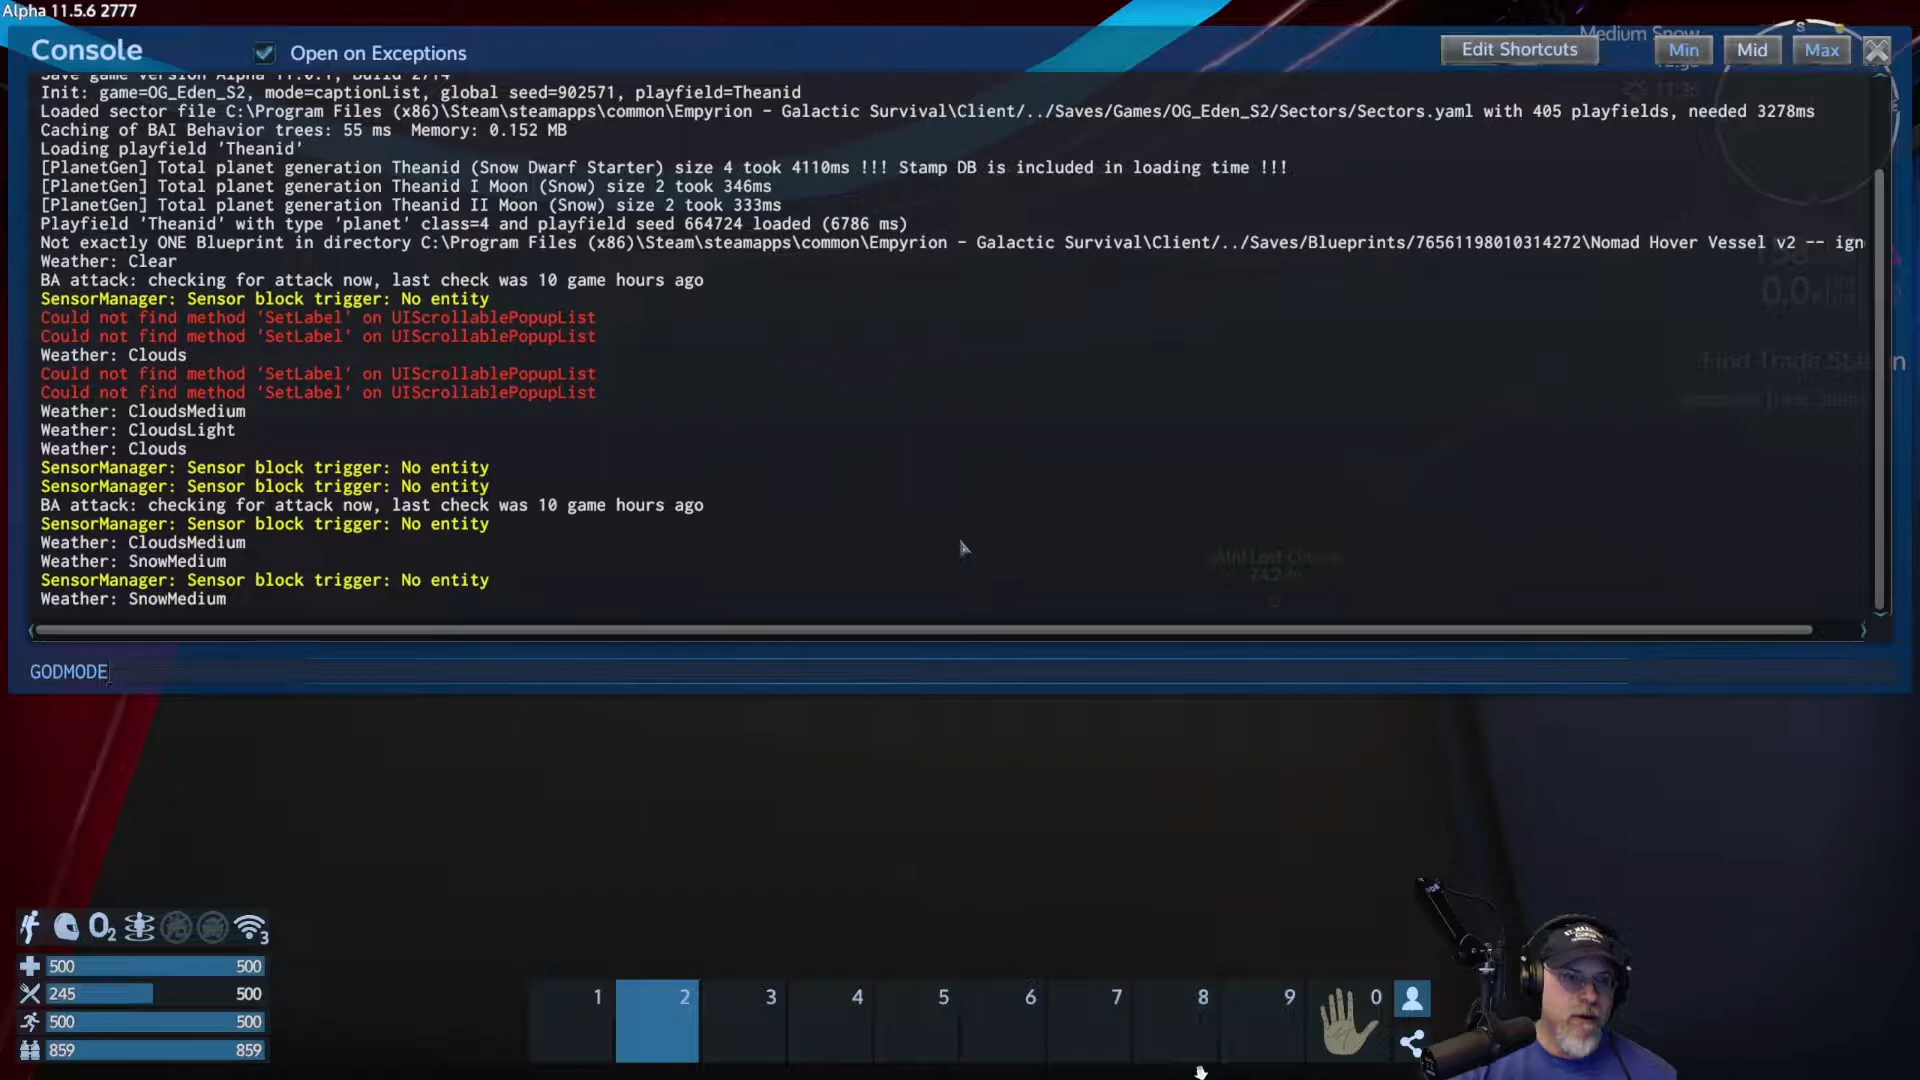 Alpha 11.5.6 2777
Console
Open on Exceptions
Edit Shortcuts
Medium Snow
Min
Mid
Max
Save game version Alpha 11.0.1, Build 2714
Init: game=OG_Eden_S2, mode=captionList, global seed=902571, playfield=Theanid
Loaded sector file C:\Program Files (x86)\Steam\steamapps\common\Empyrion - Galactic Survival\Client/../Saves/Games/OG_Eden_S2/Sectors/Sectors.yaml with 405 playfields, needed 3278ms
Caching of BAI Behavior trees: 55 ms  Memory: 0.152 MB
Loading playfield 'Theanid'
[PlanetGen] Total planet generation Theanid (Snow Dwarf Starter) size 4 took 4110ms !!! Stamp DB is included in loading time !!!
[PlanetGen] Total planet generation Theanid I Moon (Snow) size 2 took 346ms
[PlanetGen] Total planet generation Theanid II Moon (Snow) size 2 took 333ms
Playfield 'Theanid' with type 'planet' class=4 and playfield seed 664724 loaded (6786 ms)
Not exactly ONE Blueprint in directory C:\Program Files (x86)\Steam\steamapps\common\Empyrion - Galactic Survival\Client/../Saves/Blueprints/76561198010314272\Nomad Hover Vessel v2 -- ign
Weather: Clear
BA attack: checking for attack now, last check was 10 game hours ago
SensorManager: Sensor block trigger: No entity
Could not find method 'SetLabel' on UIScrollablePopupList
Could not find method 'SetLabel' on UIScrollablePopupList
Weather: Clouds
Could not find method 'SetLabel' on UIScrollablePopupList
Could not find method 'SetLabel' on UIScrollablePopupList
Weather: CloudsMedium
Weather: CloudsLight
Weather: Clouds
SensorManager: Sensor block trigger: No entity
SensorManager: Sensor block trigger: No entity
BA attack: checking for attack now, last check was 10 game hours ago
SensorManager: Sensor block trigger: No entity
Weather: CloudsMedium
Weather: SnowMedium
SensorManager: Sensor block trigger: No entity
Weather: SnowMedium
GODMODE
O2
3
500 500
245 500
500 500
859 859
1 2 3 4 5 6 7 8 9 0